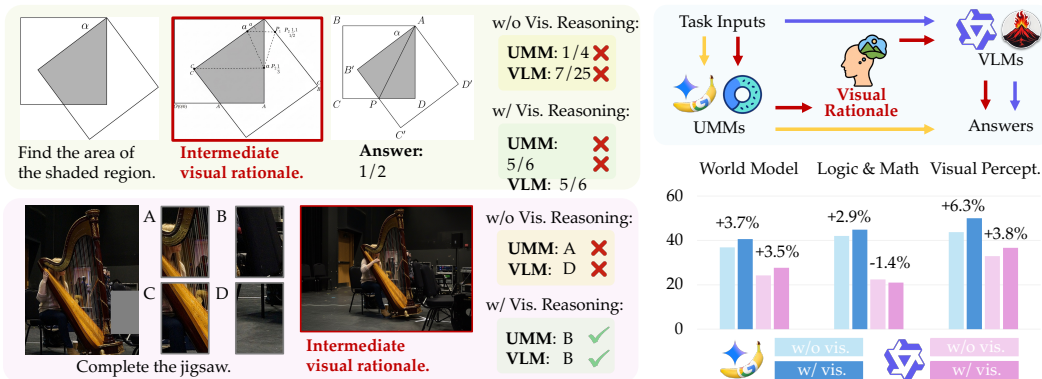 α
Find the area of
the shaded region.
Intermediate
visual rationale.
B
A
α
B'
D'
C
P
D
C'
Answer:
1/2
w/o Vis. Reasoning:
UMM: 1/4
VLM: 7/25
w/ Vis. Reasoning:
UMM:
5/6
VLM: 5/6
A
B
C
D
Complete the jigsaw.
Intermediate
visual rationale.
w/o Vis. Reasoning:
UMM: A
VLM: D
w/ Vis. Reasoning:
UMM: B
VLM: B
Task Inputs
VLMs
UMMs
Visual
Rationale
Answers
World Model
Logic & Math
Visual Percept.
60
40
20
0
+3.7%
+3.5%
+2.9%
-1.4%
+6.3%
+3.8%
w/o vis.
w/ vis.
w/o vis.
w/ vis.